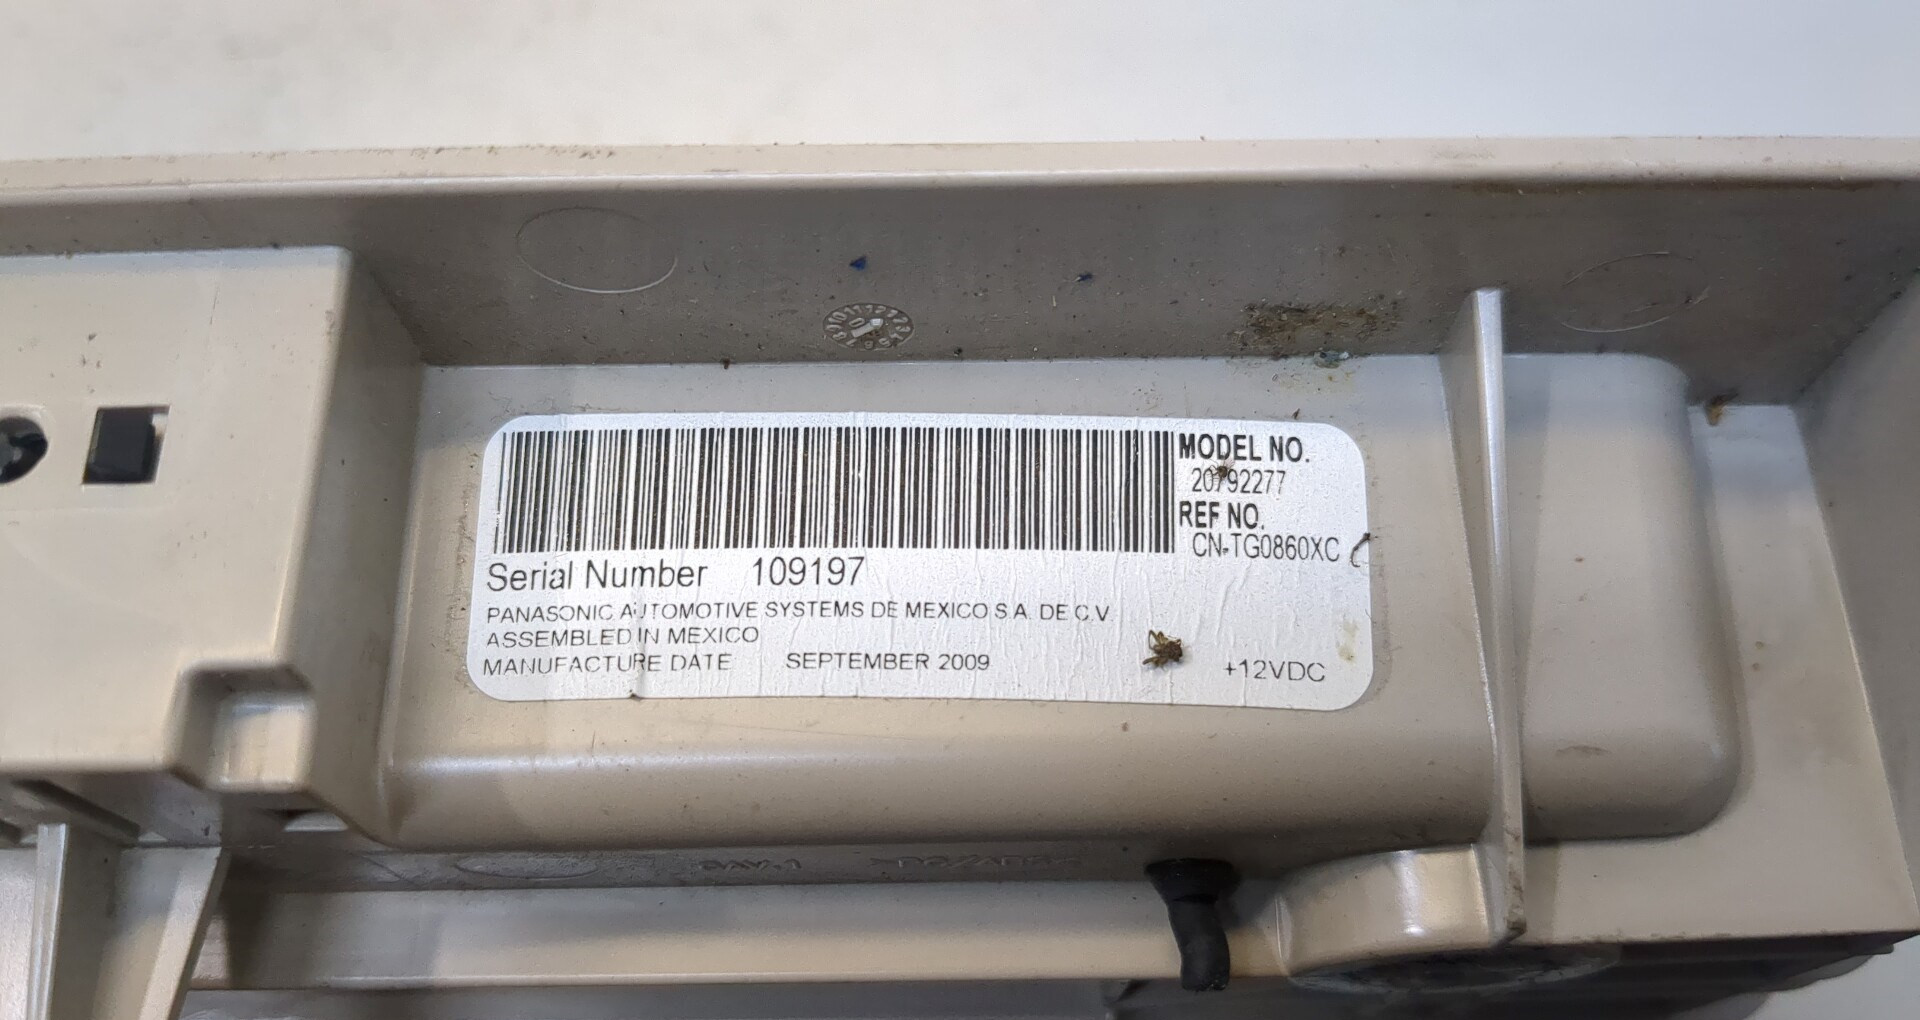 MODEL NO.
20792277
REF NO.
CN-TG0860XC
Serial Number 109197
PANASONIC AUTOMOTIVE SYSTEMS DE MEXICO S.A. DE C.V.
ASSEMBLED IN MEXICO
MANUFACTURE DATE SEPTEMBER 2009
+12VDC